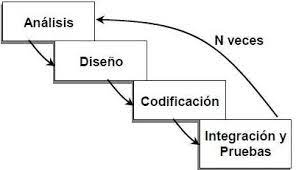 Análisis
N veces
Diseño
Codificación
Integración y
Pruebas